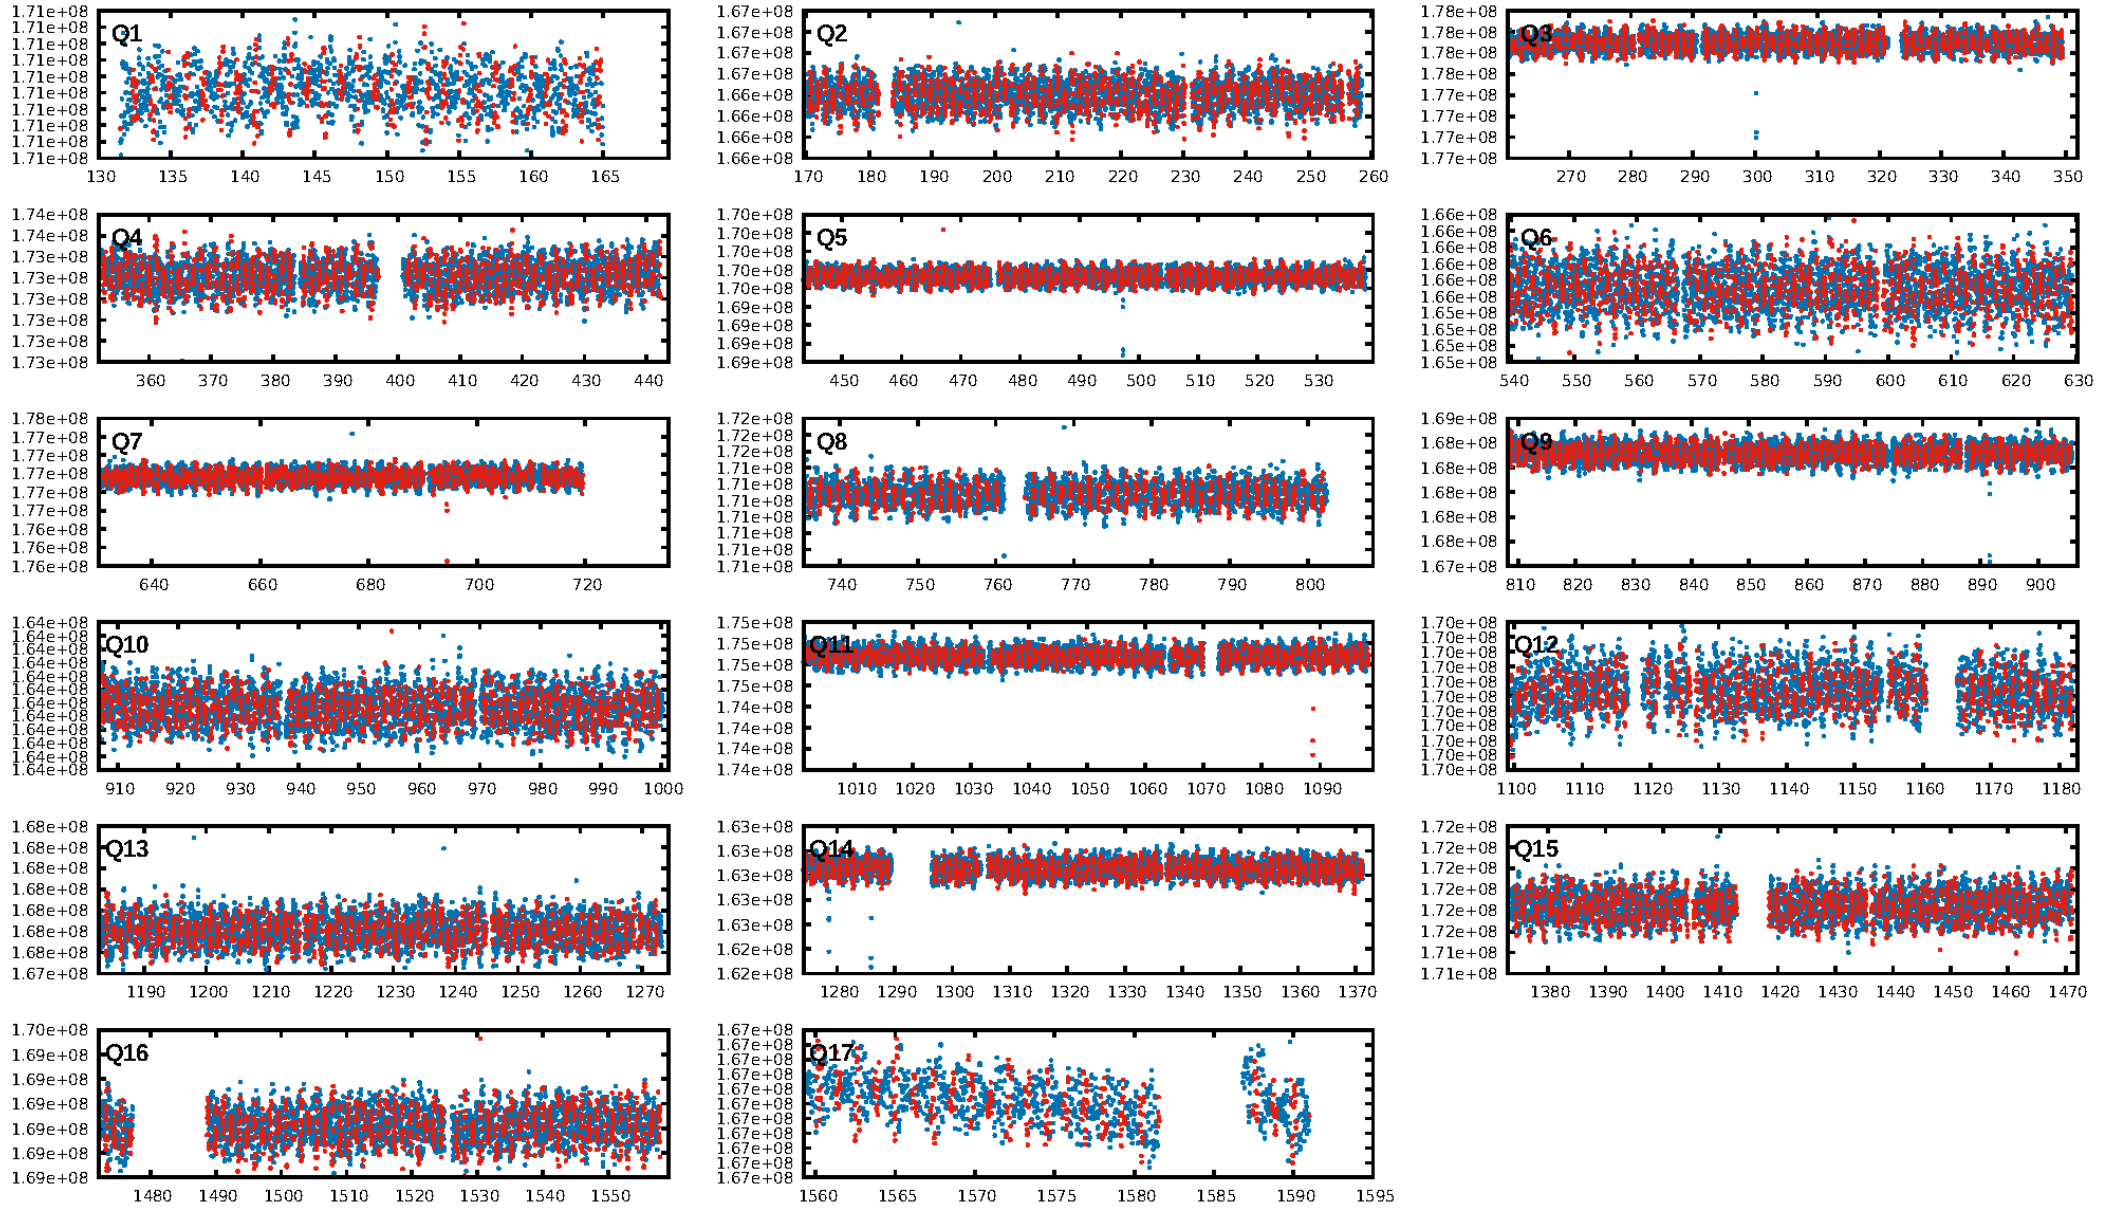 Q1
1.71e+08
1.71e+08
1.71e+08
1.71e+08
1.71e+08
1.71e+08
1.71e+08
1.71e+08
1.71e+08
1.71e+08
130 135 140 145 150 155 160 165
Q2
1.67e+08
1.67e+08
1.67e+08
1.67e+08
1.66e+08
1.66e+08
1.66e+08
1.66e+08
170 180 190 200 210 220 230 240 250 260
Q3
1.78e+08
1.78e+08
1.78e+08
1.78e+08
1.77e+08
1.77e+08
1.77e+08
1.77e+08
270 280 290 300 310 320 330 340 350
Q4
1.74e+08
1.74e+08
1.73e+08
1.73e+08
1.73e+08
1.73e+08
1.73e+08
1.73e+08
360 370 380 390 400 410 420 430 440
Q5
1.70e+08
1.70e+08
1.70e+08
1.70e+08
1.70e+08
1.69e+08
1.69e+08
1.69e+08
1.69e+08
450 460 470 480 490 500 510 520 530
Q6
1.66e+08
1.66e+08
1.66e+08
1.66e+08
1.66e+08
1.66e+08
1.65e+08
1.65e+08
1.65e+08
1.65e+08
540 550 560 570 580 590 600 610 620 630
Q7
1.78e+08
1.77e+08
1.77e+08
1.77e+08
1.77e+08
1.77e+08
1.76e+08
1.76e+08
1.76e+08
640 660 680 700 720
Q8
1.72e+08
1.72e+08
1.72e+08
1.71e+08
1.71e+08
1.71e+08
1.71e+08
1.71e+08
1.71e+08
1.71e+08
740 750 760 770 780 790 800
Q9
1.69e+08
1.68e+08
1.68e+08
1.68e+08
1.68e+08
1.68e+08
1.68e+08
1.67e+08
810 820 830 840 850 860 870 880 890 900
Q10
1.64e+08
1.64e+08
1.64e+08
1.64e+08
1.64e+08
1.64e+08
1.64e+08
1.64e+08
1.64e+08
1.64e+08
1.64e+08
1.64e+08
910 920 930 940 950 960 970 980 990 1000
Q11
1.75e+08
1.75e+08
1.75e+08
1.75e+08
1.74e+08
1.74e+08
1.74e+08
1.74e+08
1010 1020 1030 1040 1050 1060 1070 1080 1090
Q12
1.70e+08
1.70e+08
1.70e+08
1.70e+08
1.70e+08
1.70e+08
1.70e+08
1.70e+08
1.70e+08
1.70e+08
1.70e+08
1100 1110 1120 1130 1140 1150 1160 1170 1180
Q13
1.68e+08
1.68e+08
1.68e+08
1.68e+08
1.68e+08
1.68e+08
1.68e+08
1.67e+08
1190 1200 1210 1220 1230 1240 1250 1260 1270
Q14
1.63e+08
1.63e+08
1.63e+08
1.63e+08
1.63e+08
1.62e+08
1.62e+08
1280 1290 1300 1310 1320 1330 1340 1350 1360 1370
Q15
1.72e+08
1.72e+08
1.72e+08
1.72e+08
1.72e+08
1.72e+08
1.71e+08
1.71e+08
1380 1390 1400 1410 1420 1430 1440 1450 1460 1470
Q16
1.70e+08
1.69e+08
1.69e+08
1.69e+08
1.69e+08
1.69e+08
1.69e+08
1480 1490 1500 1510 1520 1530 1540 1550
Q17
1.67e+08
1.67e+08
1.67e+08
1.67e+08
1.67e+08
1.67e+08
1.67e+08
1.67e+08
1.67e+08
1.67e+08
1.67e+08
1560 1565 1570 1575 1580 1585 1590 1595